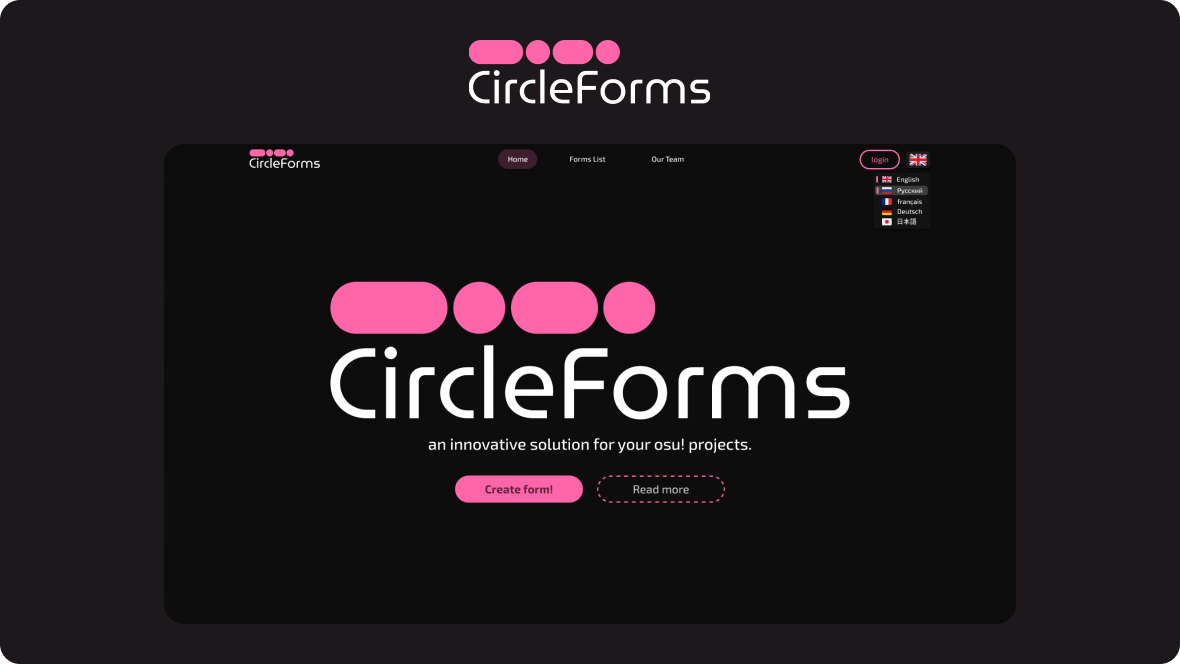 CircleForms
CircleForms
Home
Forms List
Our Team
login
English
Русский
français
Deutsch
日本語
CircleForms
an innovative solution for your osu! projects.
Create form!
Read more